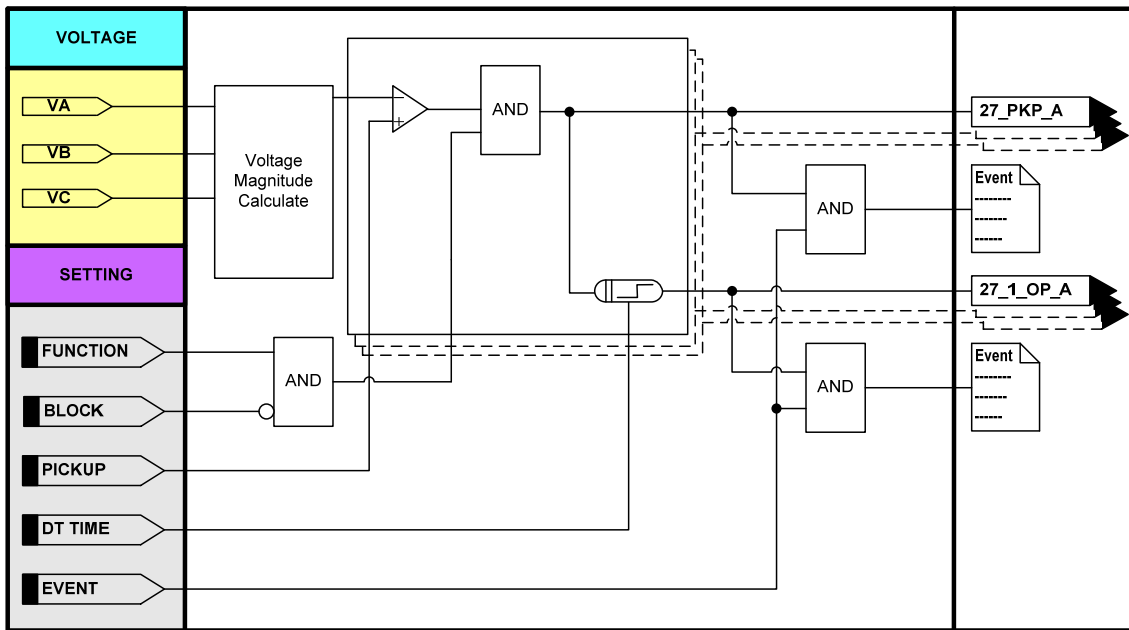 VOLTAGE
VA
VB
VC
SETTING
FUNCTION
BLOCK
PICKUP
DT TIME
EVENT
Voltage
Magnitude
Calculate
AND
AND
AND
AND
27_PKP_A
Event
27_1_OP_A
Event